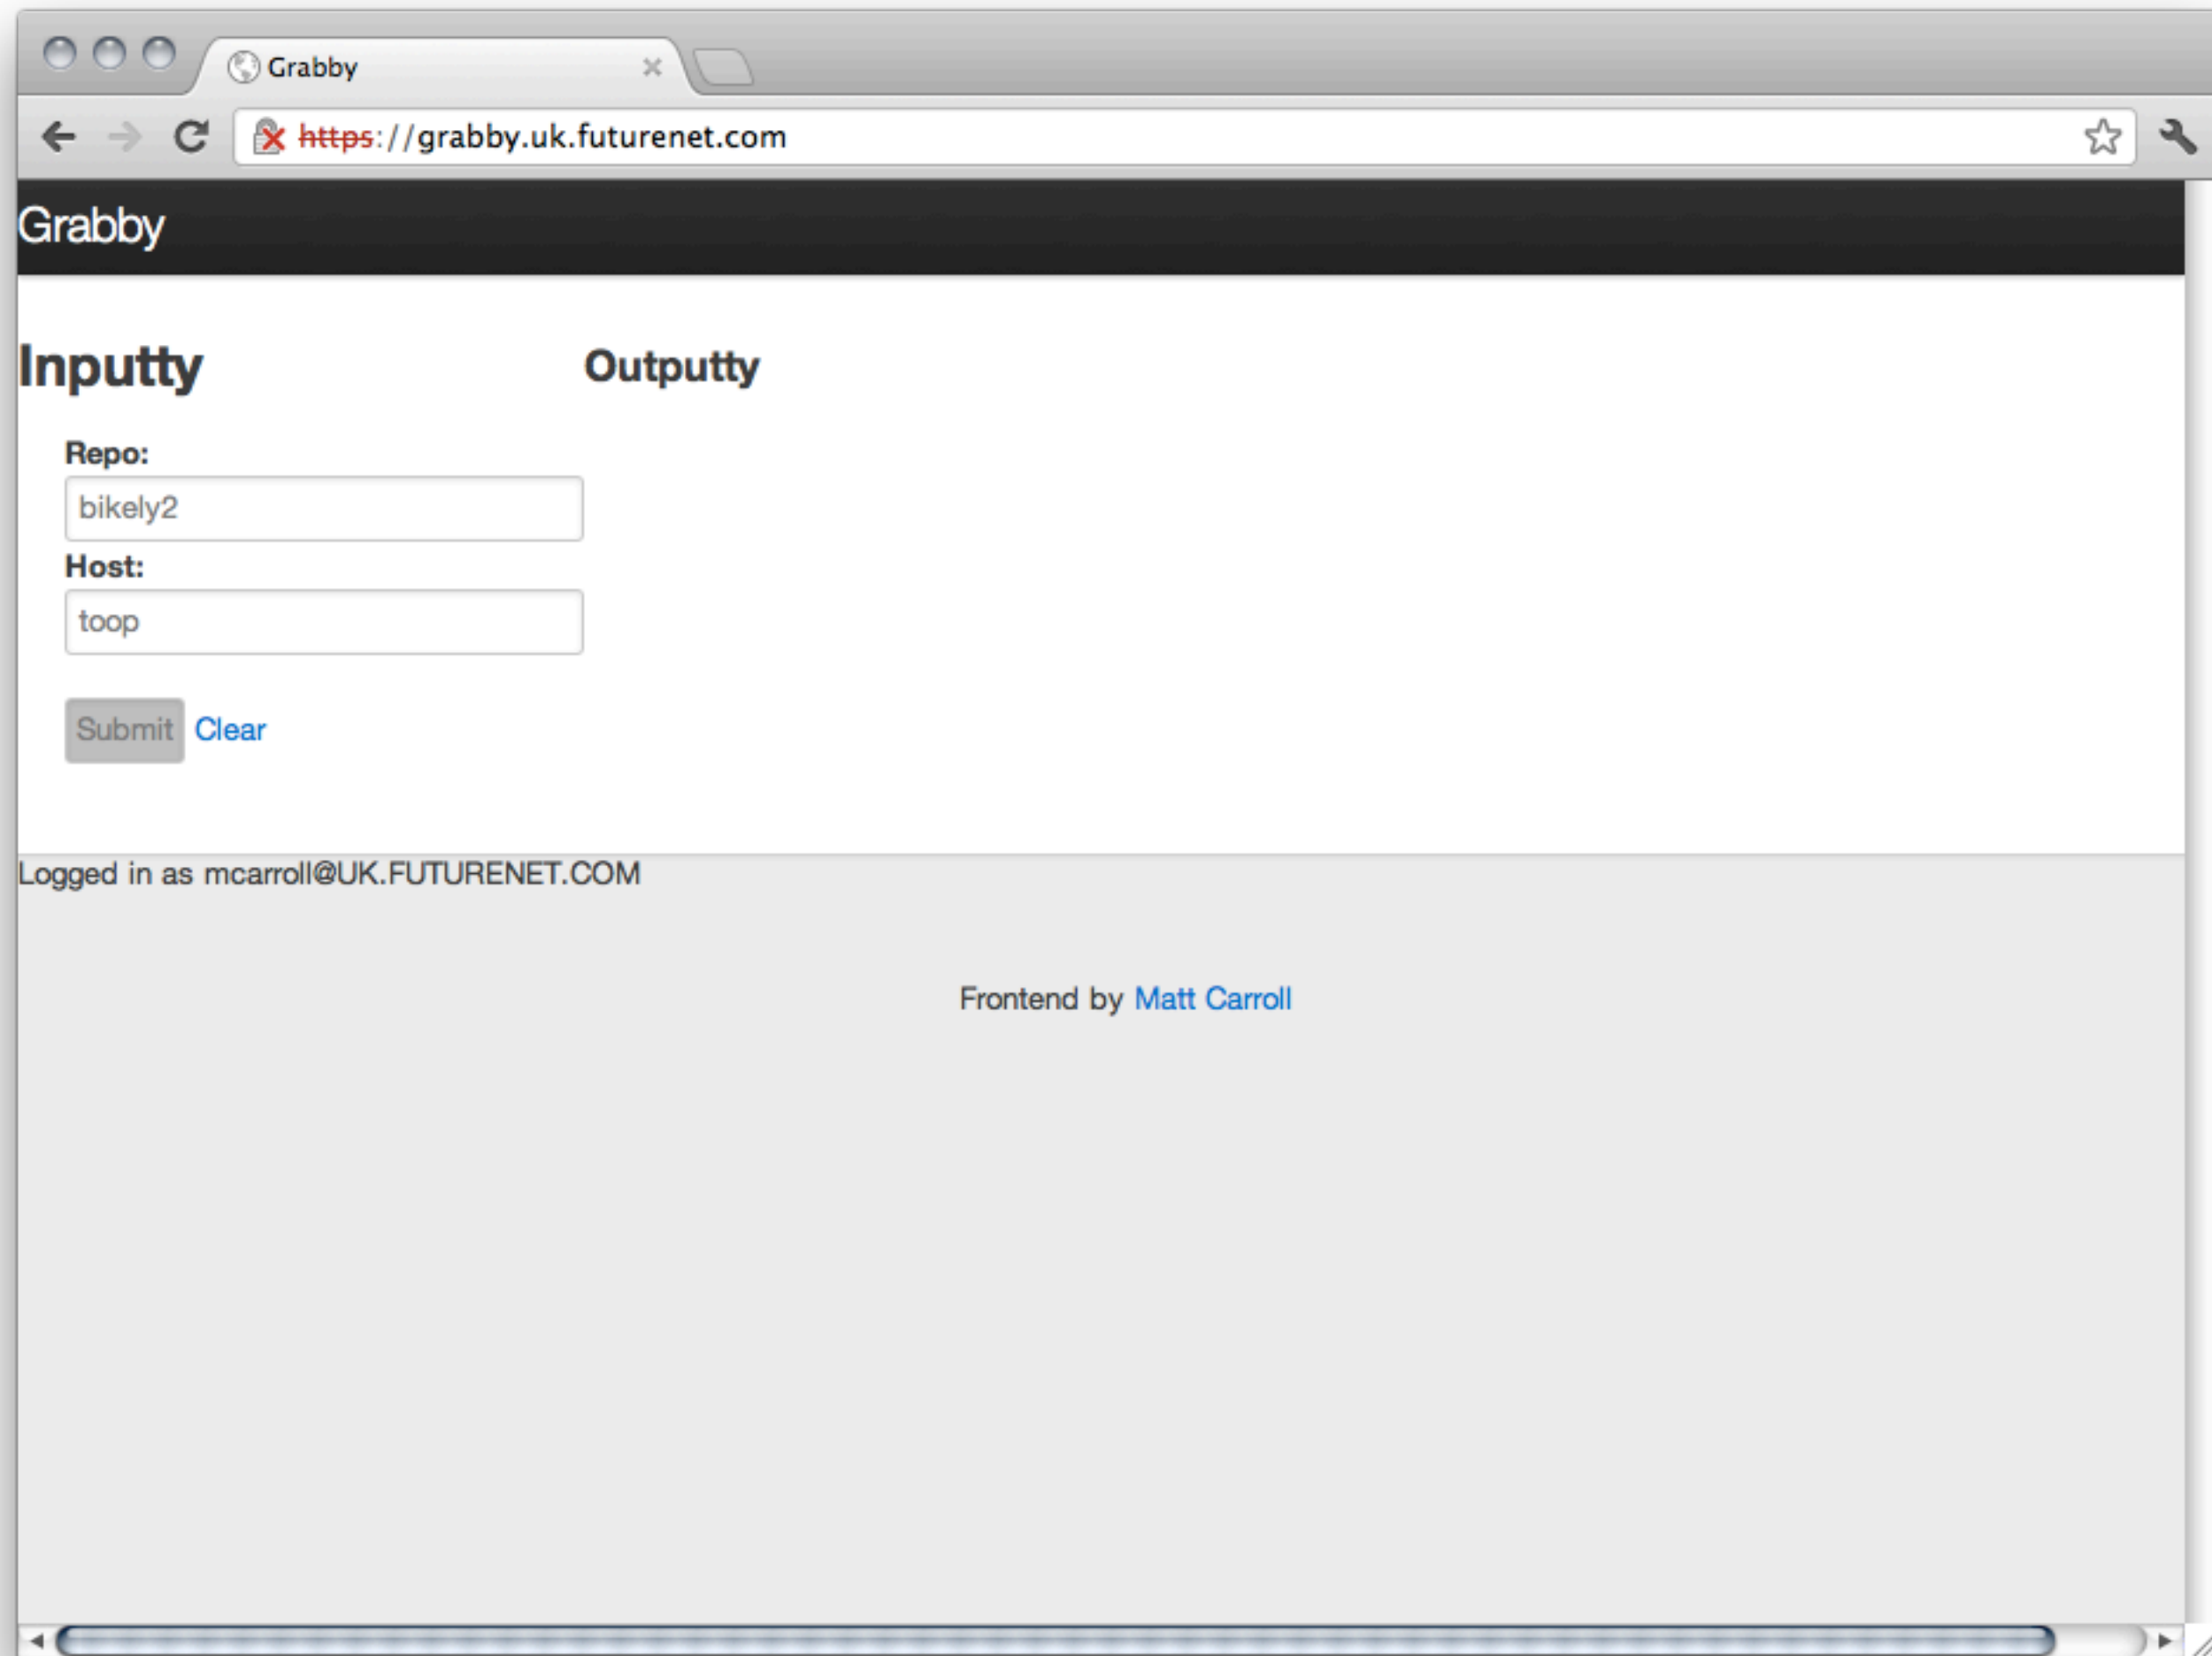 Grabby
https://grabby.uk.futurenet.com
Grabby
Inputty
Outputty
Repo:
bikely2
Host:
toop
Submit Clear
Logged in as mcarroll@UK.FUTURENET.COM
Frontend by Matt Carroll